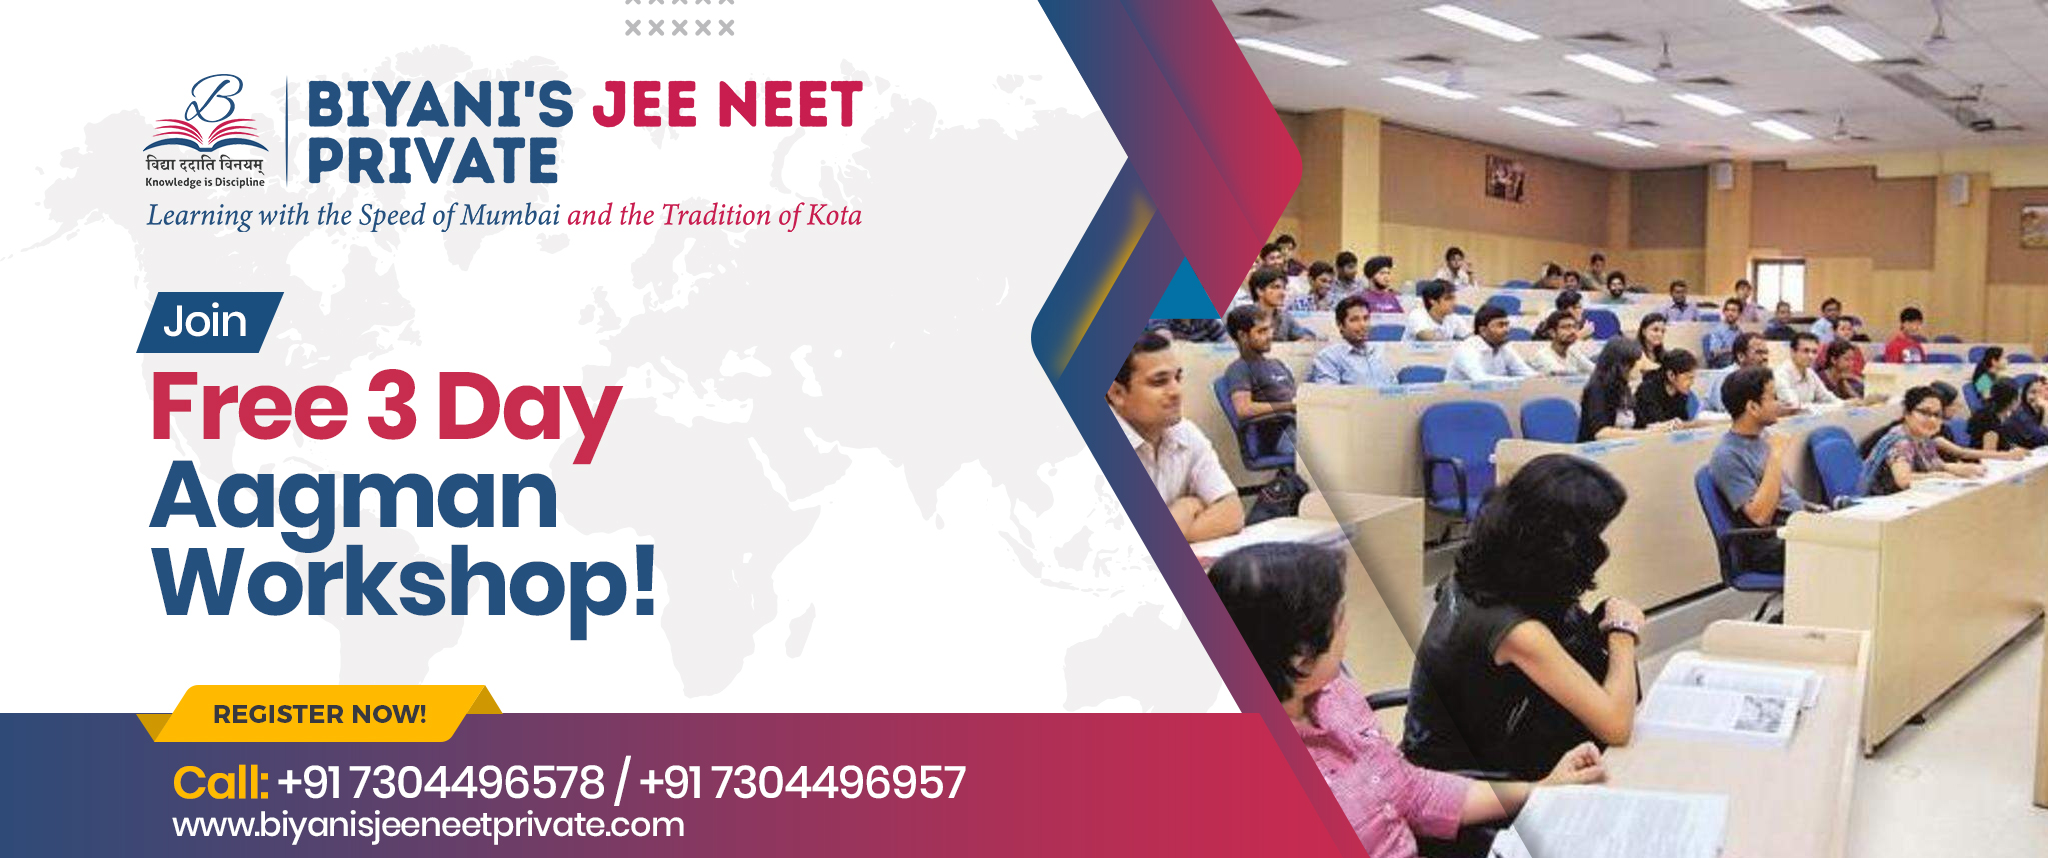 BIYANI'S JEE NEET
PRIVATE
विद्या ददाति विनयम्
Knowledge is Discipline
Learning with the Speed of Mumbai and the Tradition of Kota
Join
Free 3 Day
Aagman
Workshop!
REGISTER NOW!
Call: +91 7304496578 / +91 7304496957
www.biyanisjeeneetprivate.com